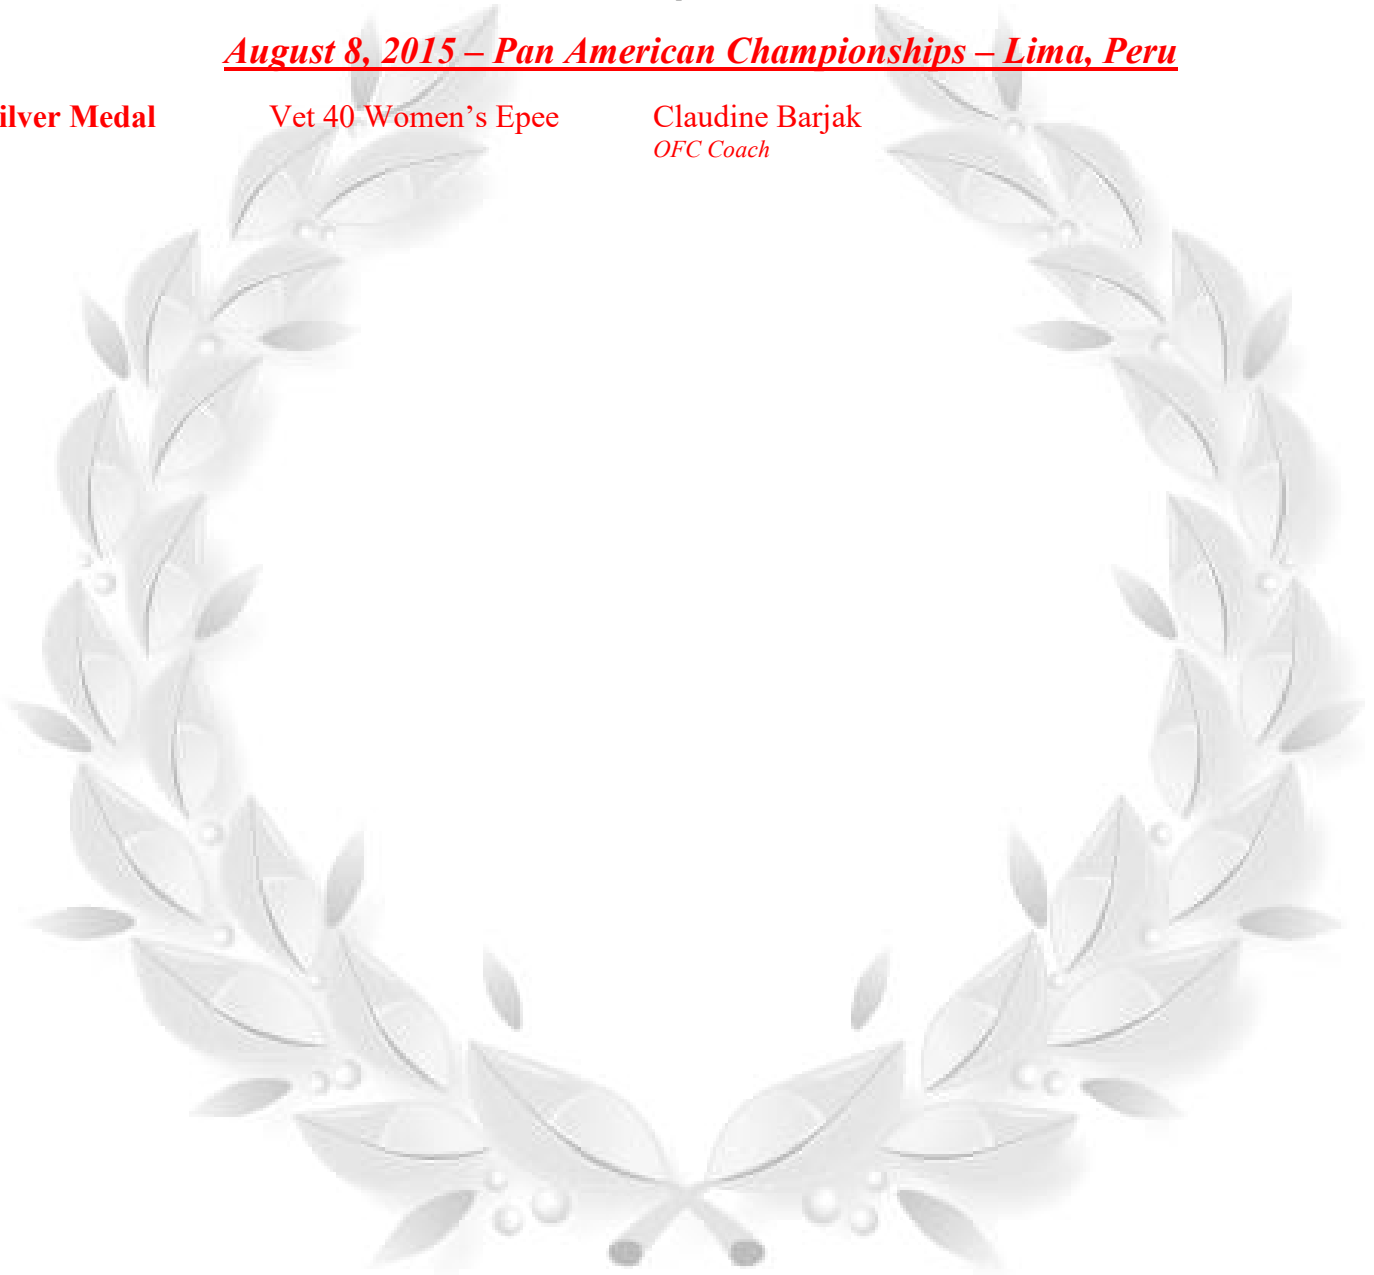 August 8, 2015 – Pan American Championships – Lima, Peru
ilver Medal Vet 40 Women’s Epee Claudine Barjak
OFC Coach